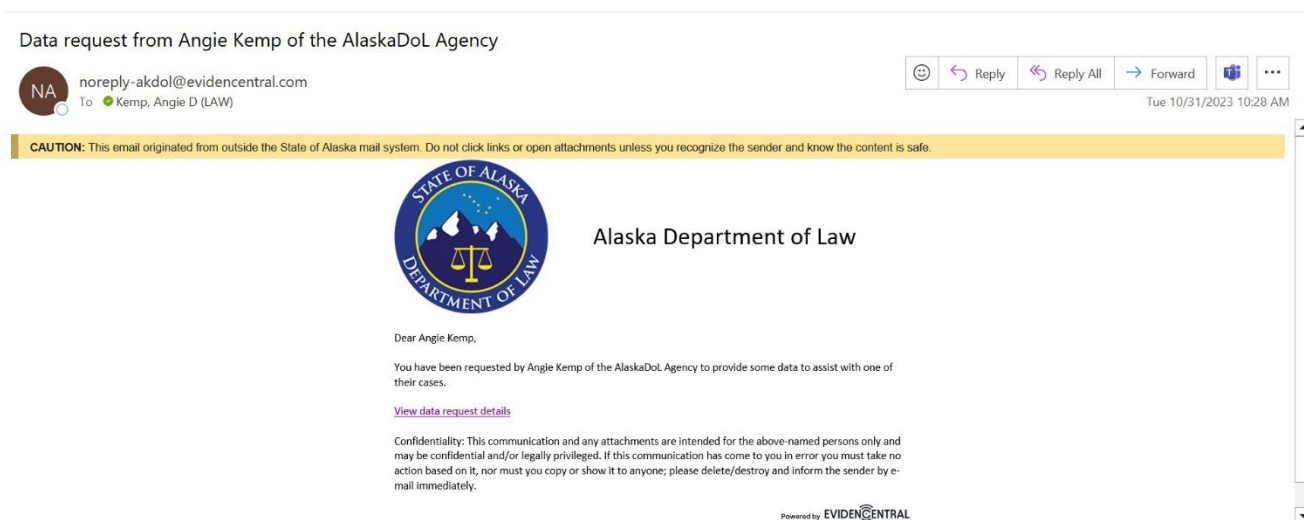 Data request from Angie Kemp of the AlaskaDoL Agency
NA
noreply-akdol@evidencentral.com
To Kemp, Angie D (LAW)
Reply
Reply All
Forward
Tue 10/31/2023 10:28 AM
CAUTION: This email originated from outside the State of Alaska mail system. Do not click links or open attachments unless you recognize the sender and know the content is safe.
STATE OF ALASKA
DEPARTMENT OF LAW
Alaska Department of Law
Dear Angie Kemp,
You have been requested by Angie Kemp of the AlaskaDoL Agency to provide some data to assist with one of
their cases.
View data request details
Confidentiality: This communication and any attachments are intended for the above-named persons only and
may be confidential and/or legally privileged. If this communication has come to you in error you must take no
action based on it, nor must you copy or show it to anyone; please delete/destroy and inform the sender by e-
mail immediately.
Powered by EVIDENCENTRAL